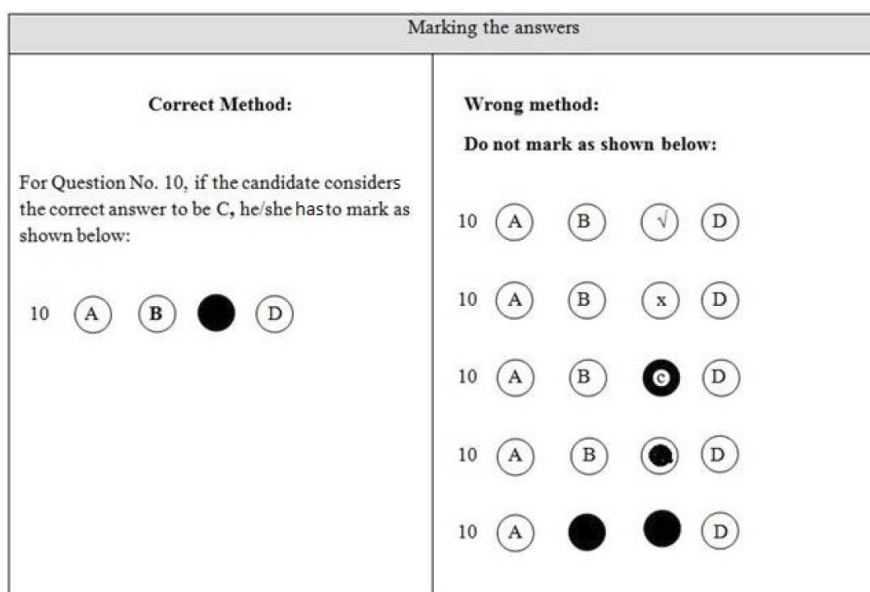 Marking the answers
Correct Method:
For Question No. 10, if the candidate considers
the correct answer to be C, he/she has to mark as
shown below:
10 A B D
Wrong method:
Do not mark as shown below:
10 A B √ D
10 A B x D
10 A B c D
10 A B D
10 A D